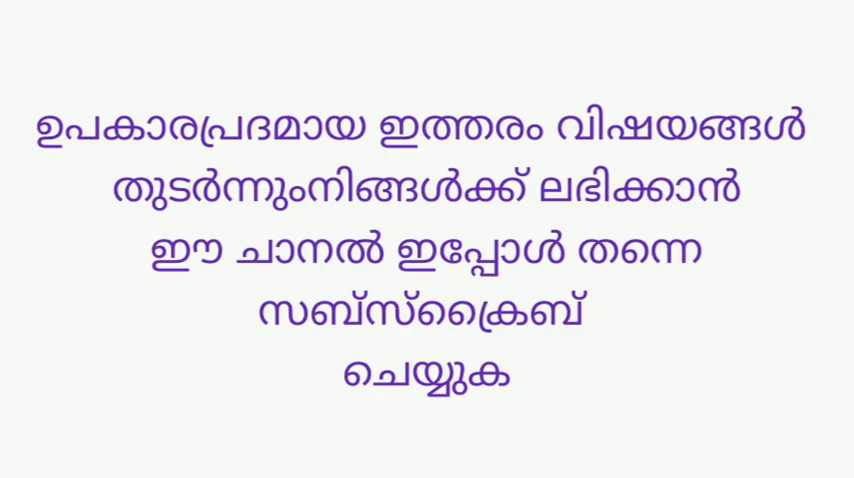 ഉപകാരപ്രദമായ ഇത്തരം വിഷയങ്ങൾ
തുടർന്നുംനിങ്ങൾക്ക് ലഭിക്കാൻ
ഈ ചാനൽ ഇപ്പോൾ തന്നെ
സബ്സ്ക്രൈബ്
ചെയ്യുക